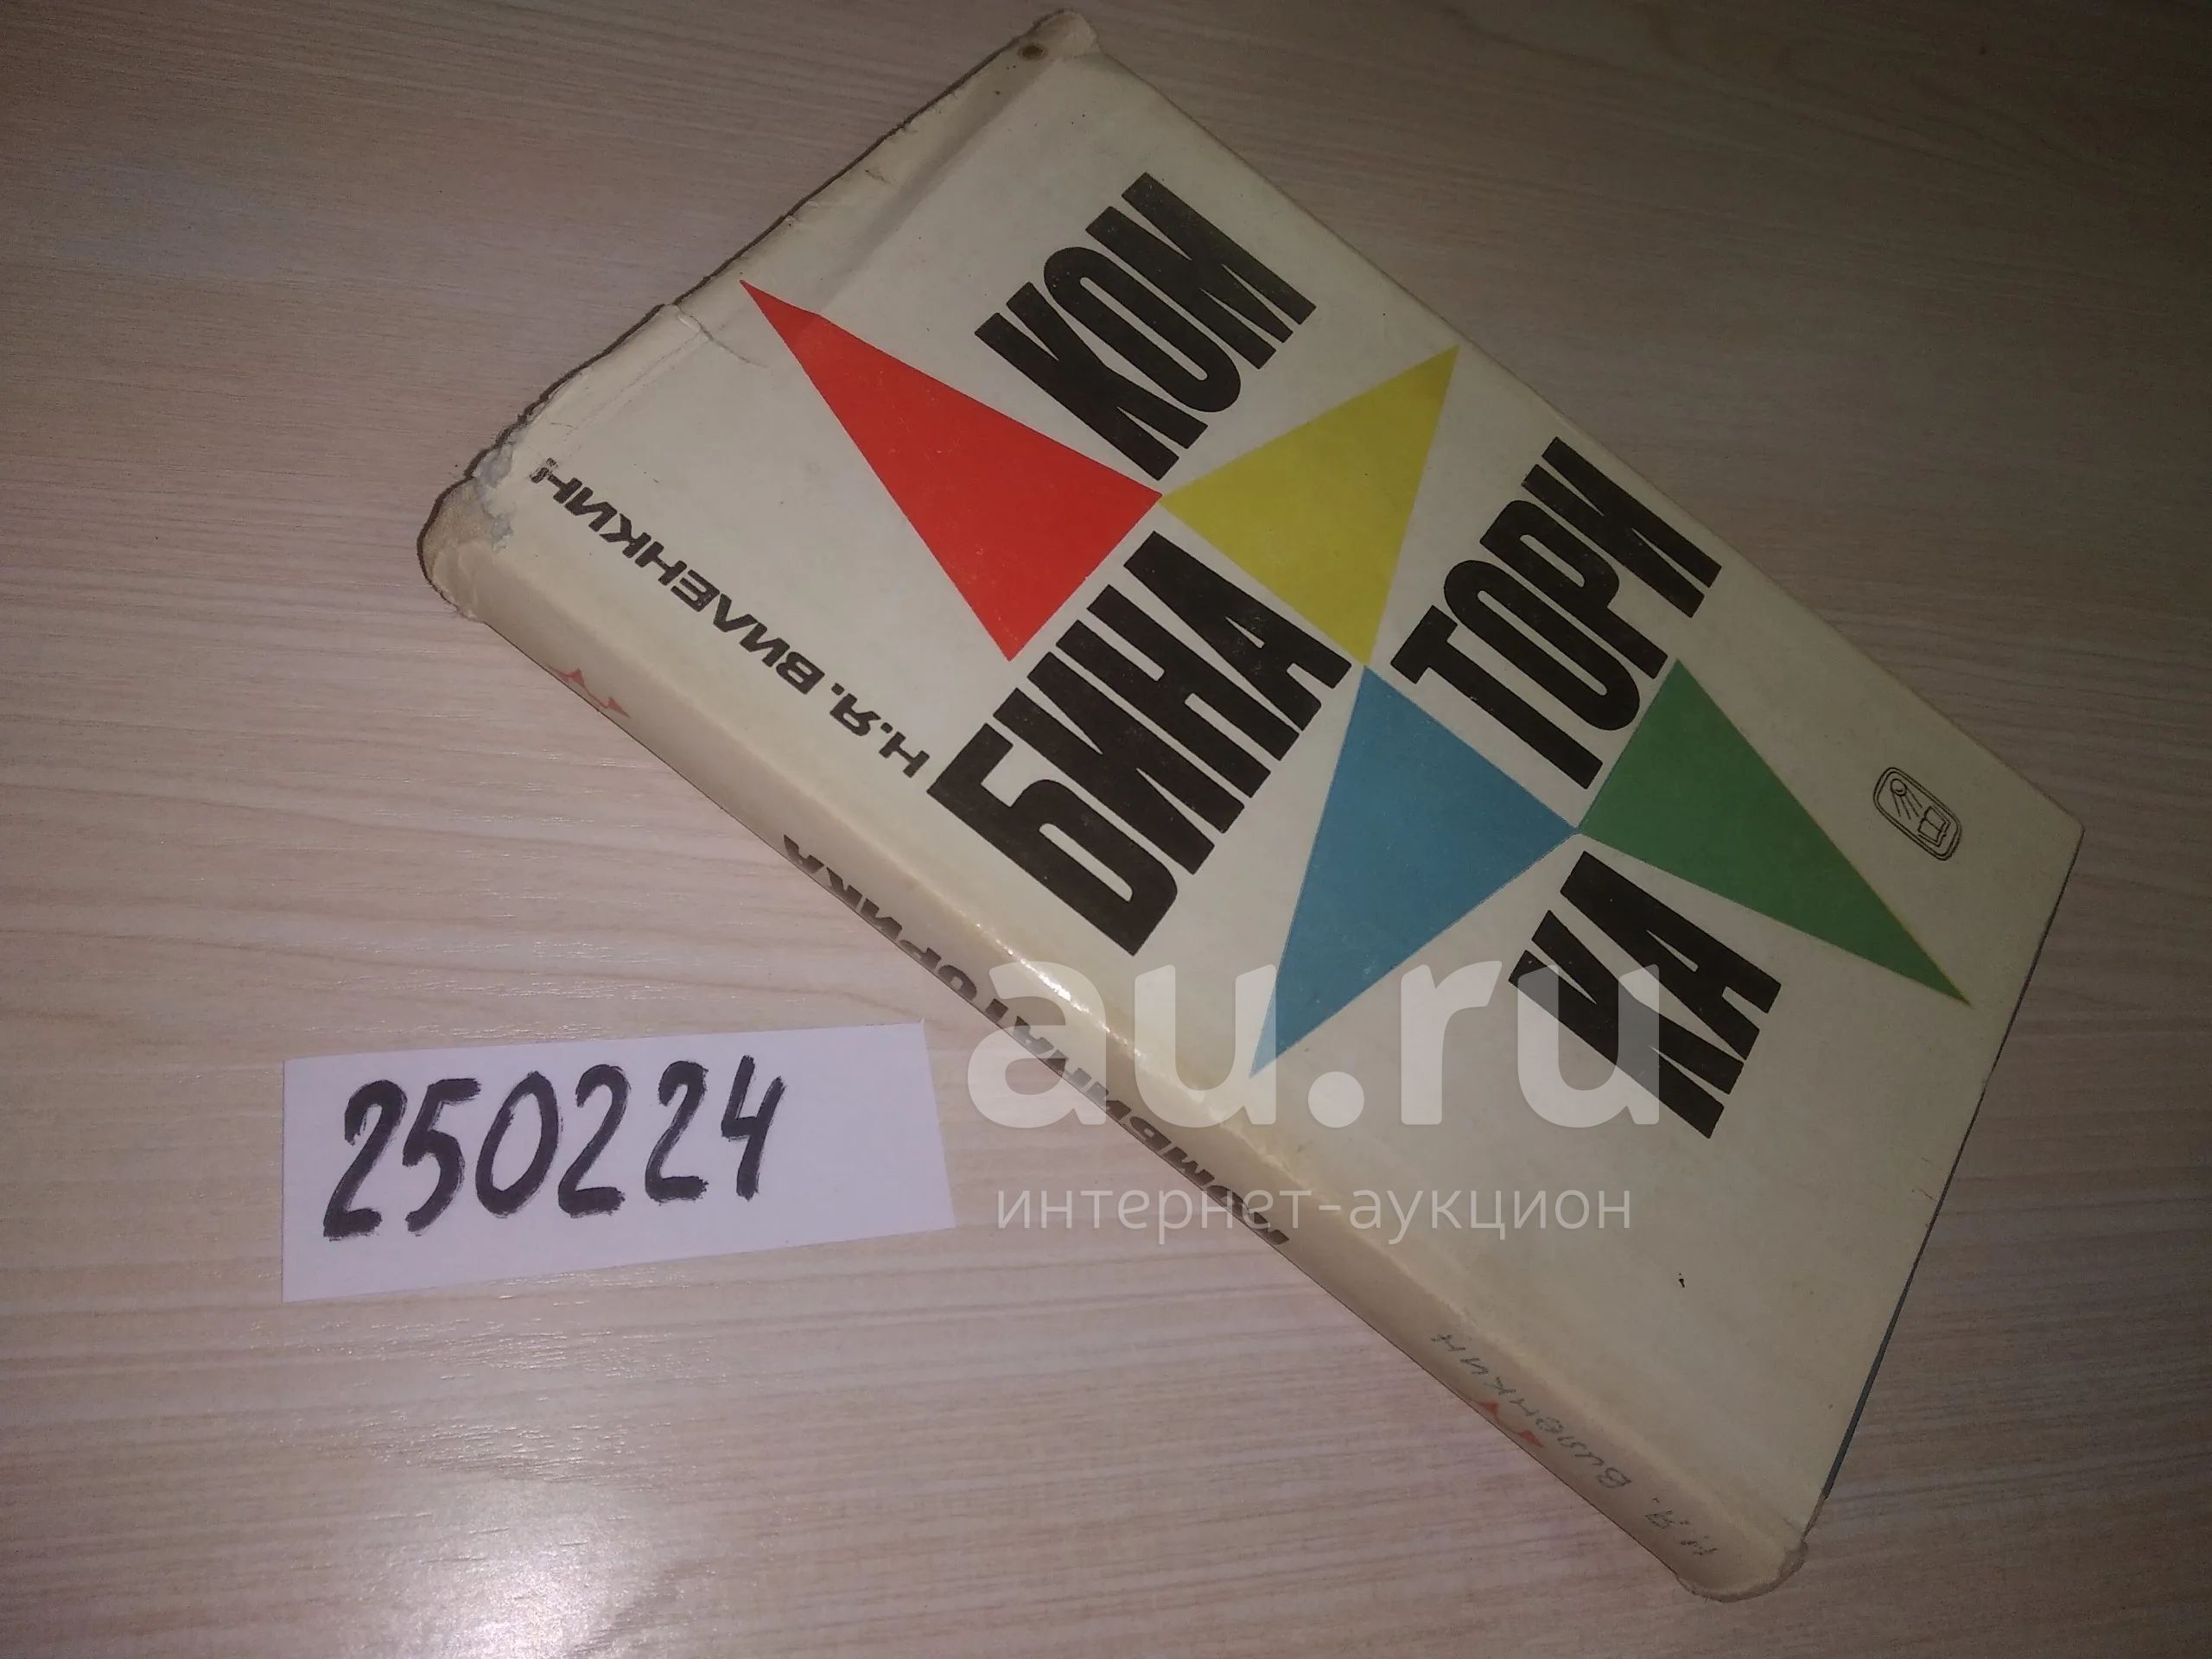 Н.Я. ВИЛЕНКИН
КОМ
БИНА
ТОРИ
КА
КОМБИНАТОРИКА
Н.Я. Виленкин
250224
au.ru
интернет-аукцион